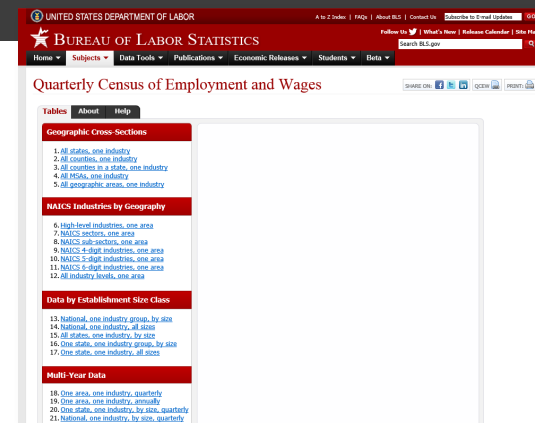 UNITED STATES DEPARTMENT OF LABOR
A to Z Index | FAQs | About BLS | Contact Us Subscribe to E-mail Updates GO
Follow Us | What's New | Release Calendar | Site Ma
BUREAU OF LABOR STATISTICS
Search BLS.gov
Home Subjects Data Tools Publications Economic Releases Students Beta
Quarterly Census of Employment and Wages
SHARE ON: QCEW PRINT:
Tables About Help
Geographic Cross-Sections
1. All states, one industry
2. All counties, one industry
3. All counties in a state, one industry
4. All MSAs, one industry
5. All geographic areas, one industry
NAICS Industries by Geography
6. High-level industries, one area
7. NAICS sectors, one area
8. NAICS sub-sectors, one area
9. NAICS 4-digit industries, one area
10. NAICS 5-digit industries, one area
11. NAICS 6-digit industries, one area
12. All industry levels, one area
Data by Establishment Size Class
13. National, one industry group, by size
14. National, one industry, all sizes
15. All states, one industry, by size
16. One state, one industry group, by size
17. One state, one industry, all sizes
Multi-Year Data
18. One area, one industry, quarterly
19. One area, one industry, annually
20. One state, one industry, by size, quarterly
21. National, one industry, by size, quarterly